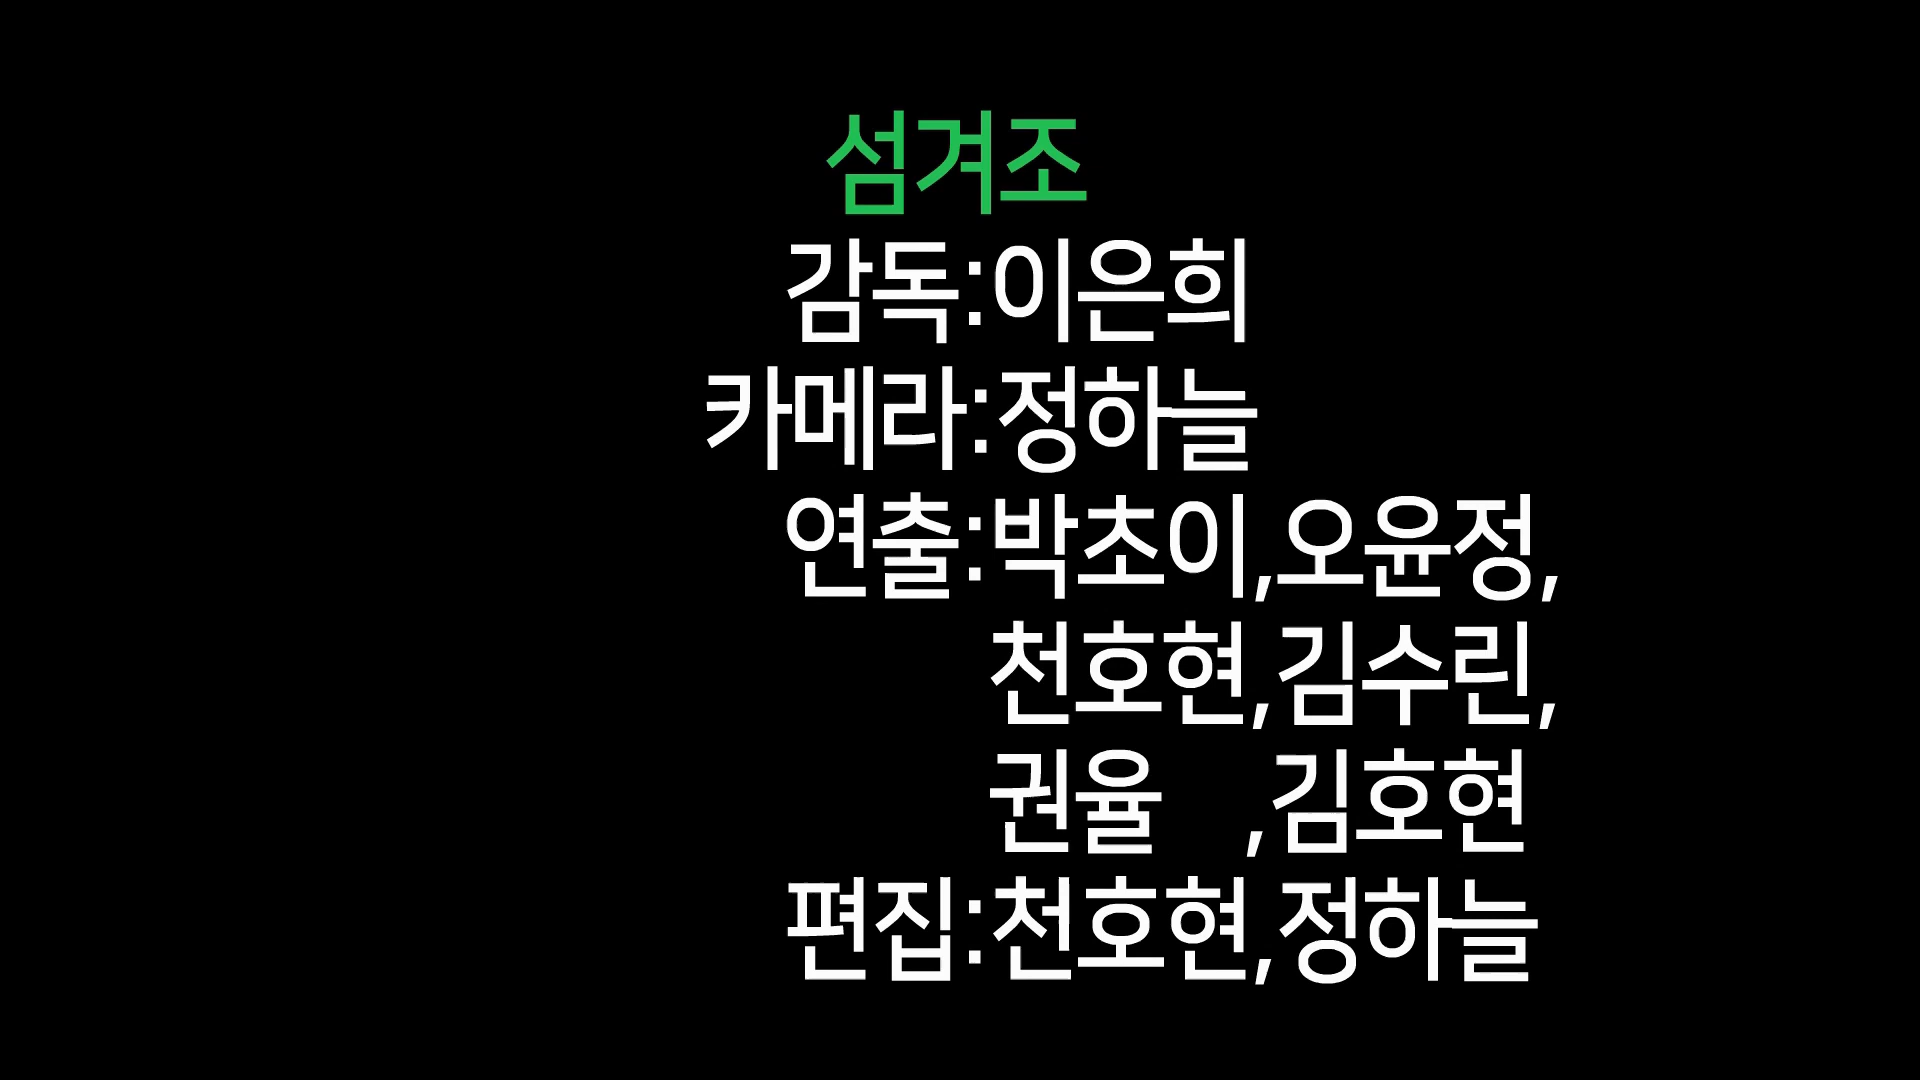 섬겨조
감독:이은희
카메라:정하늘
연출:박초이,오윤정,
천호현,김수린,
권율 ,김호현
편집:천호현,정하늘